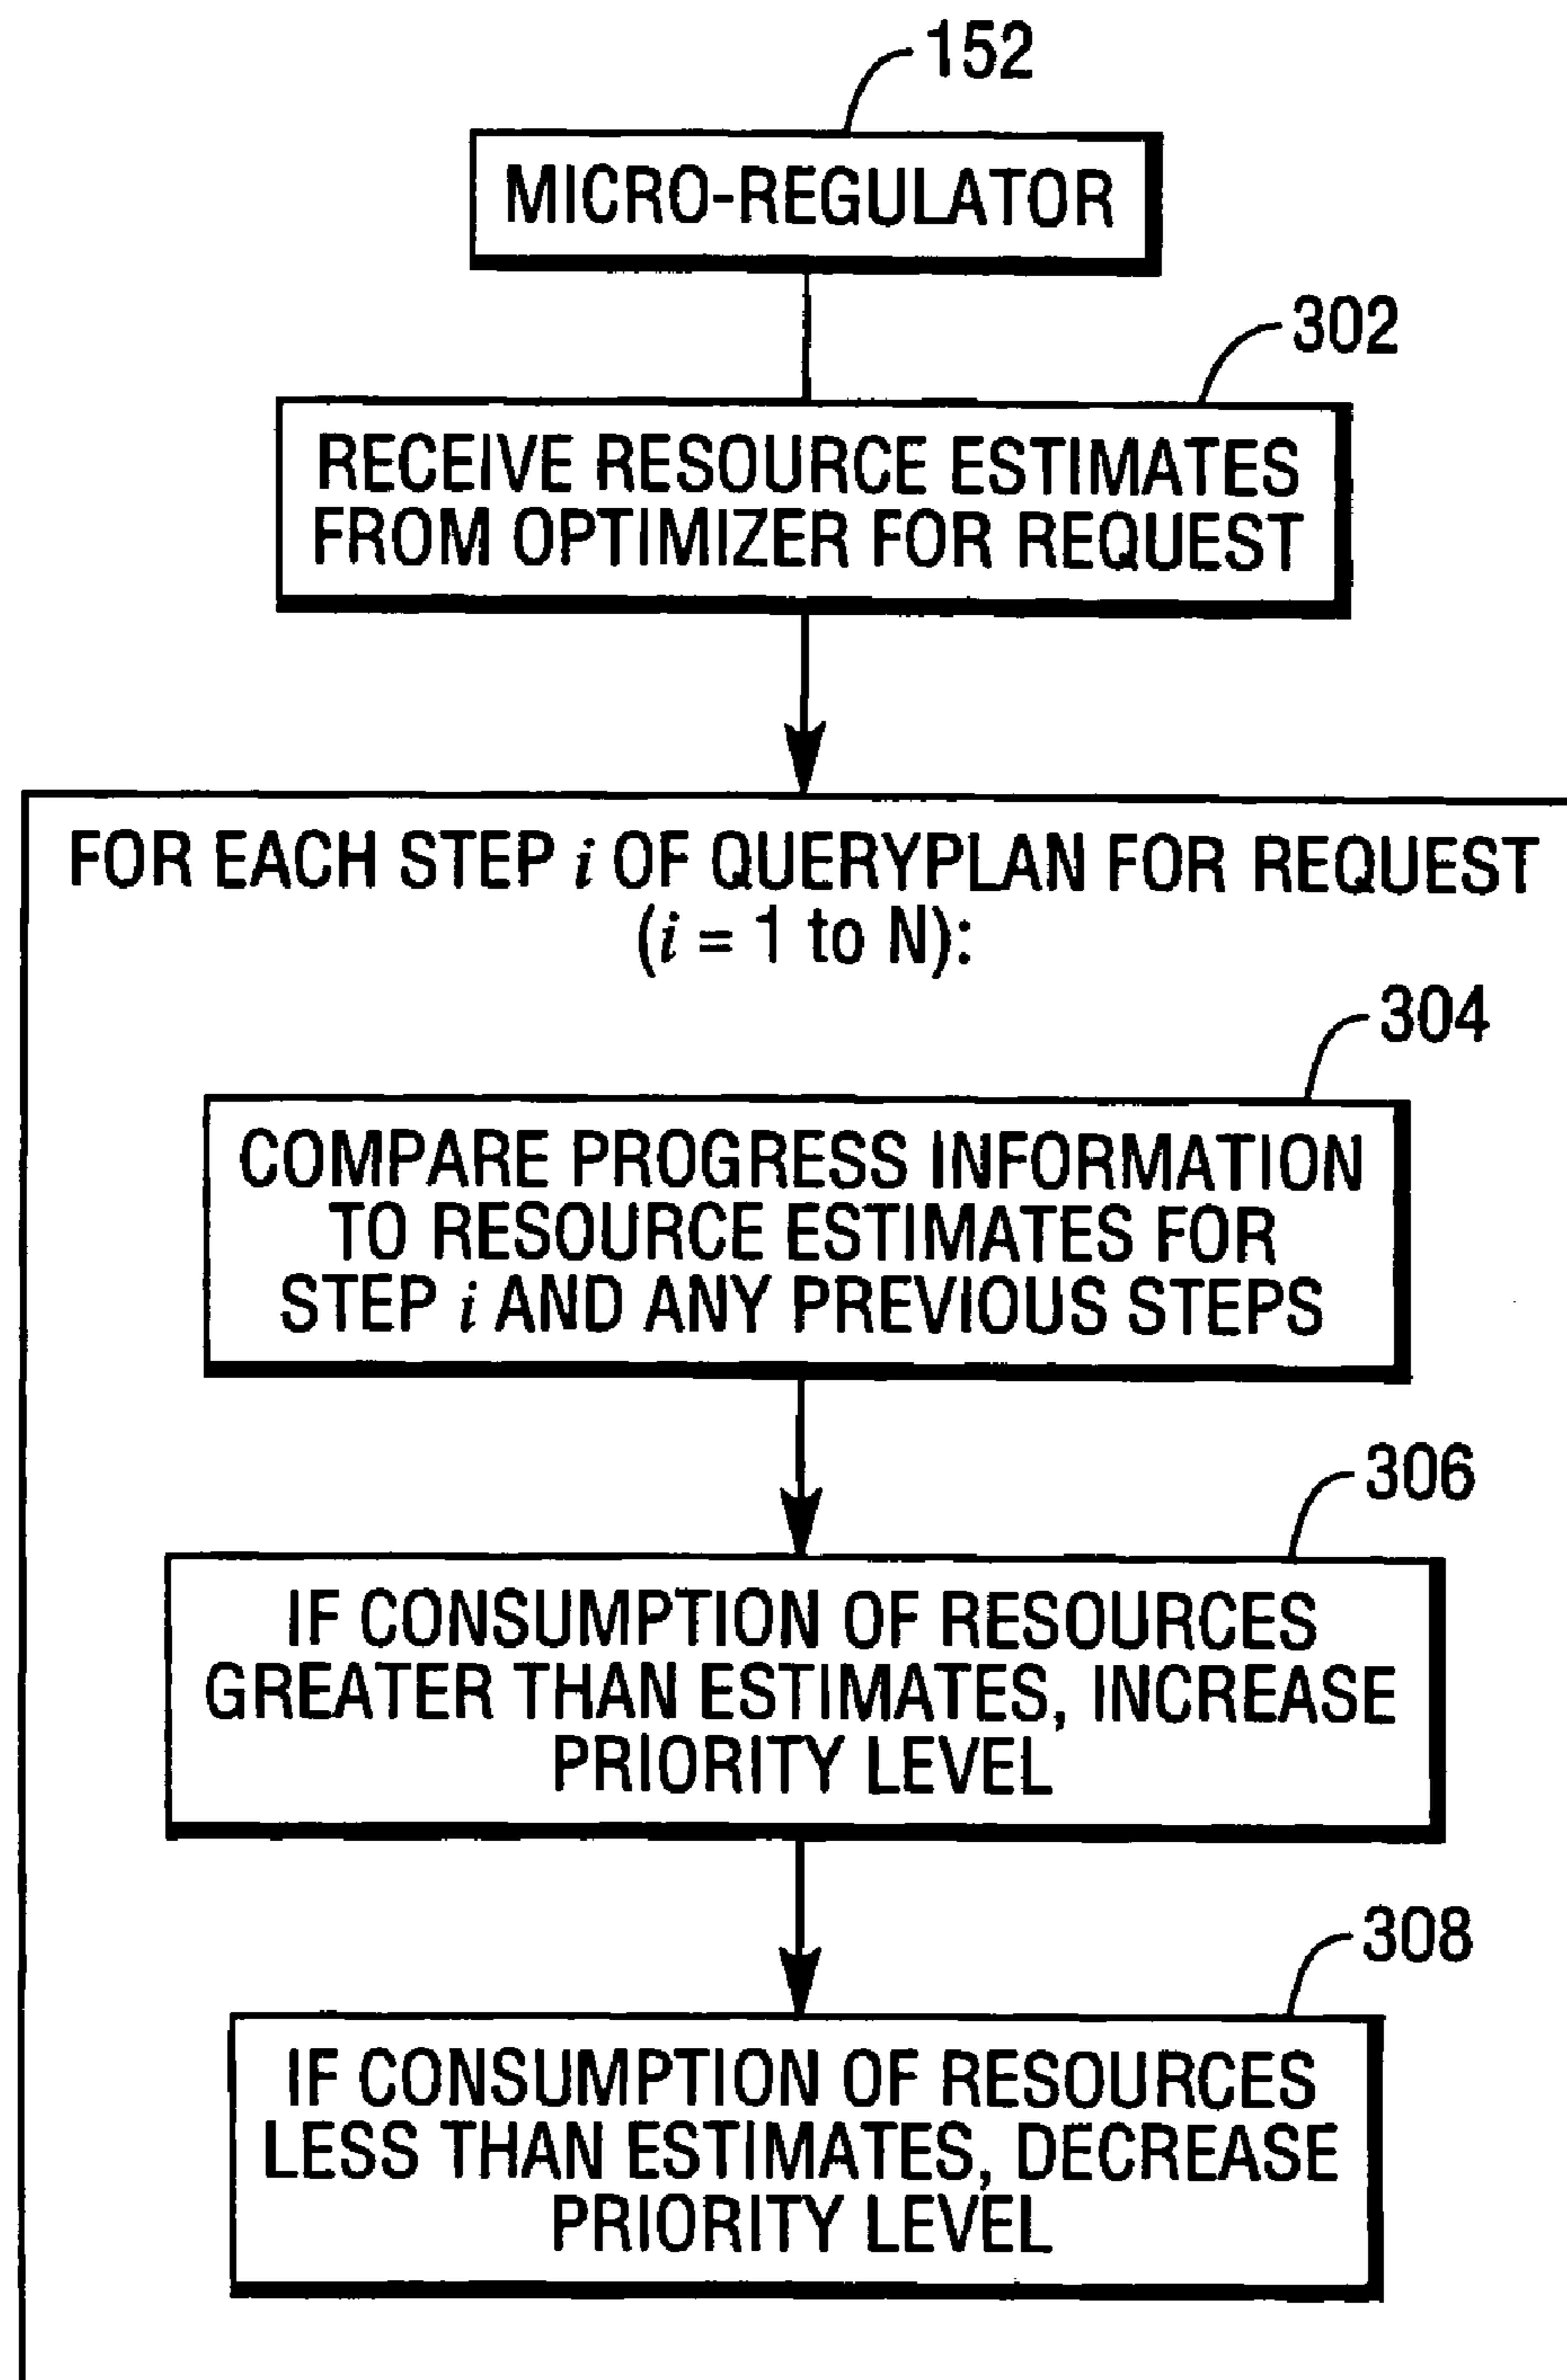 152
MICRO-REGULATOR
302
RECEIVE RESOURCE ESTIMATES
FROM OPTIMIZER FOR REQUEST
FOR EACH STEP i OF QUERYPLAN FOR REQUEST
(i = 1 to N):
304
COMPARE PROGRESS INFORMATION
TO RESOURCE ESTIMATES FOR
STEP i AND ANY PREVIOUS STEPS
306
IF CONSUMPTION OF RESOURCES
GREATER THAN ESTIMATES, INCREASE
PRIORITY LEVEL
308
IF CONSUMPTION OF RESOURCES
LESS THAN ESTIMATES, DECREASE
PRIORITY LEVEL